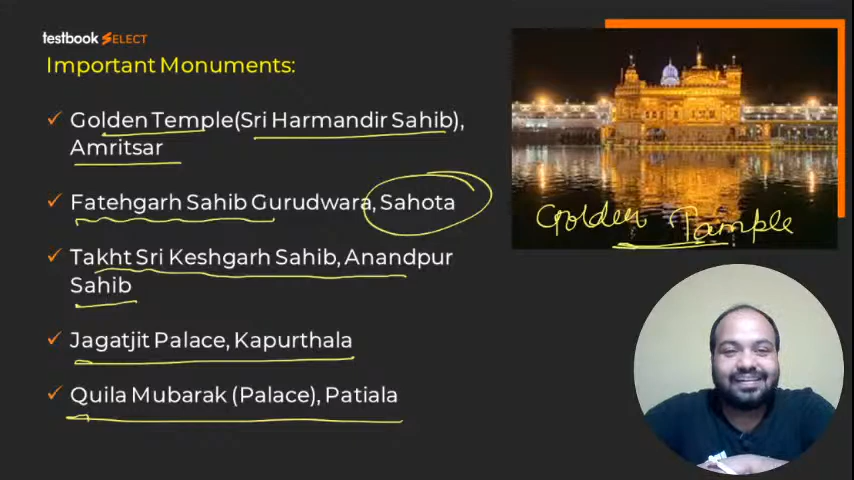 testbook SELECT
Important Monuments:
Golden Temple(Sri Harmandir Sahib),
Amritsar
Fatehgarh Sahib Gurudwara, Sahota
Takht Sri Keshgarh Sahib, Anandpur
Sahib
Jagatjit Palace, Kapurthala
Quila Mubarak (Palace), Patiala
Golden Tample